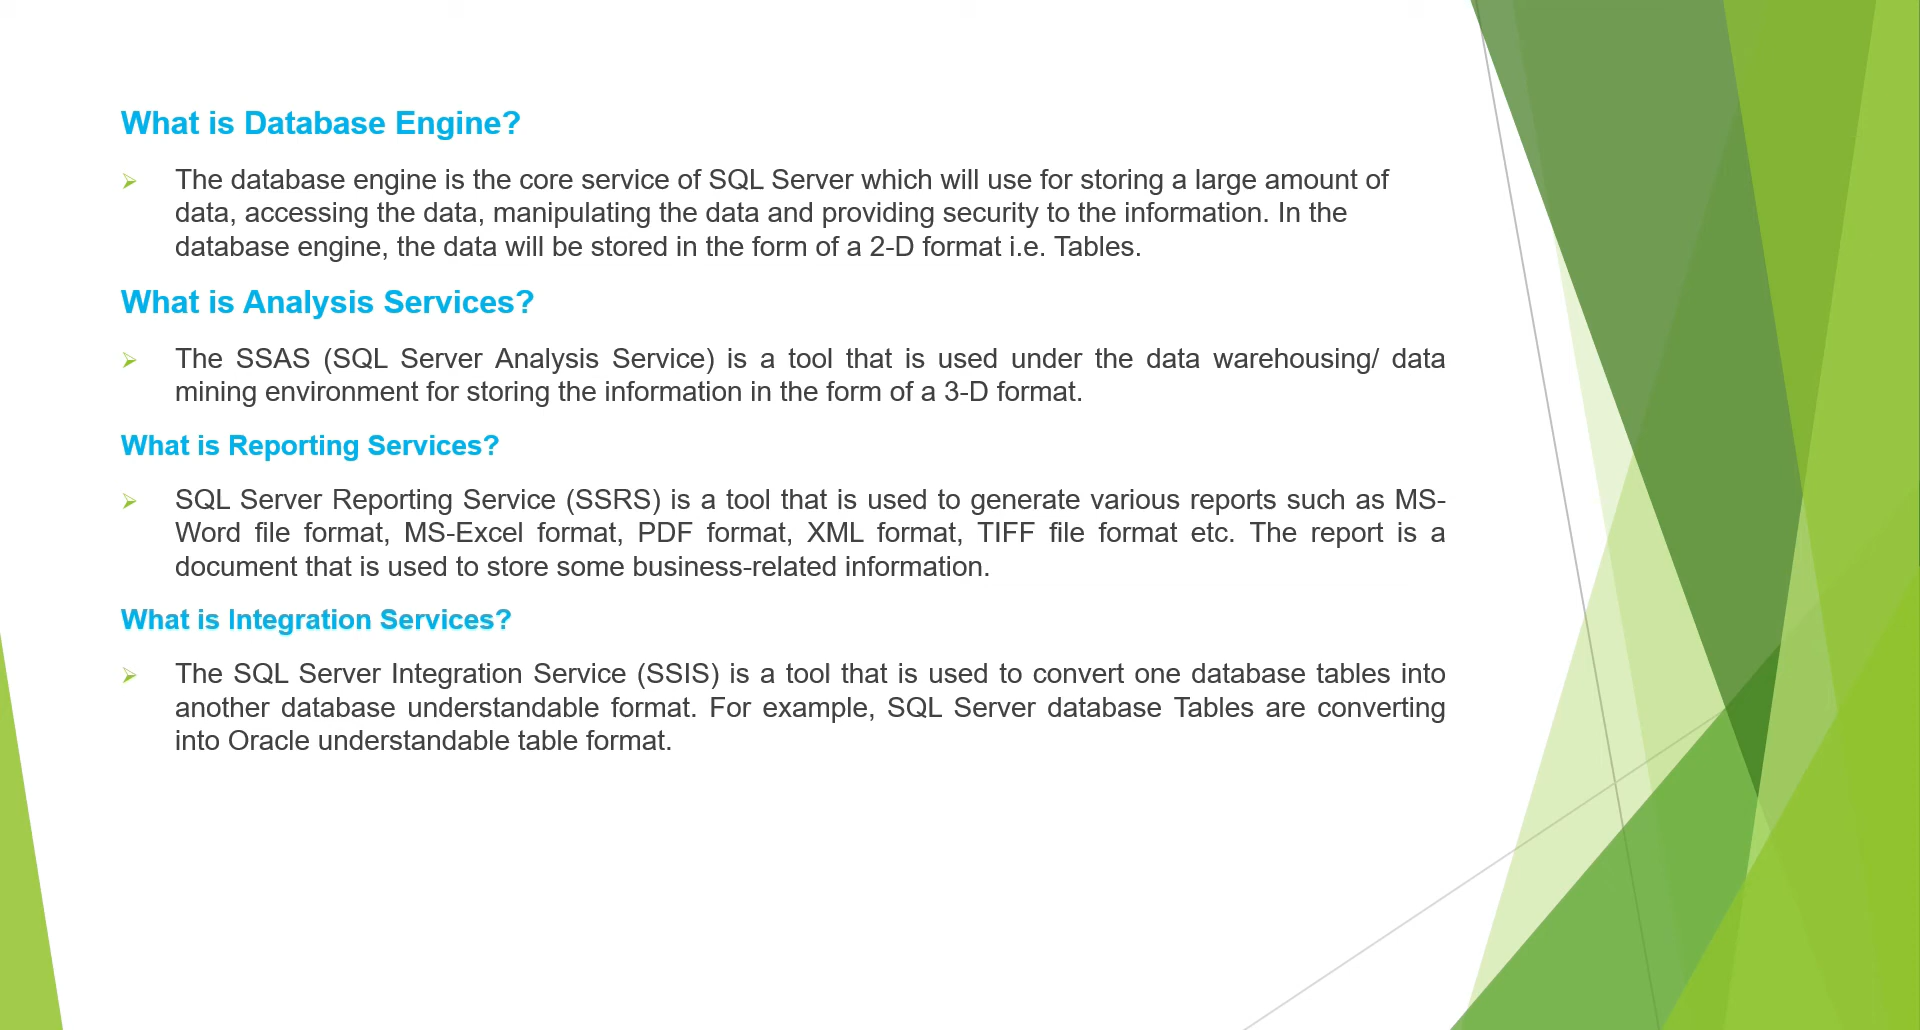 What is Database Engine?
The database engine is the core service of SQL Server which will use for storing a large amount of
data, accessing the data, manipulating the data and providing security to the information. In the
database engine, the data will be stored in the form of a 2-D format i.e. Tables.
What is Analysis Services?
The SSAS (SQL Server Analysis Service) is a tool that is used under the data warehousing/ data
mining environment for storing the information in the form of a 3-D format.
What is Reporting Services?
SQL Server Reporting Service (SSRS) is a tool that is used to generate various reports such as MS-
Word file format, MS-Excel format, PDF format, XML format, TIFF file format etc. The report is a
document that is used to store some business-related information.
What is Integration Services?
The SQL Server Integration Service (SSIS) is a tool that is used to convert one database tables into
another database understandable format. For example, SQL Server database Tables are converting
into Oracle understandable table format.